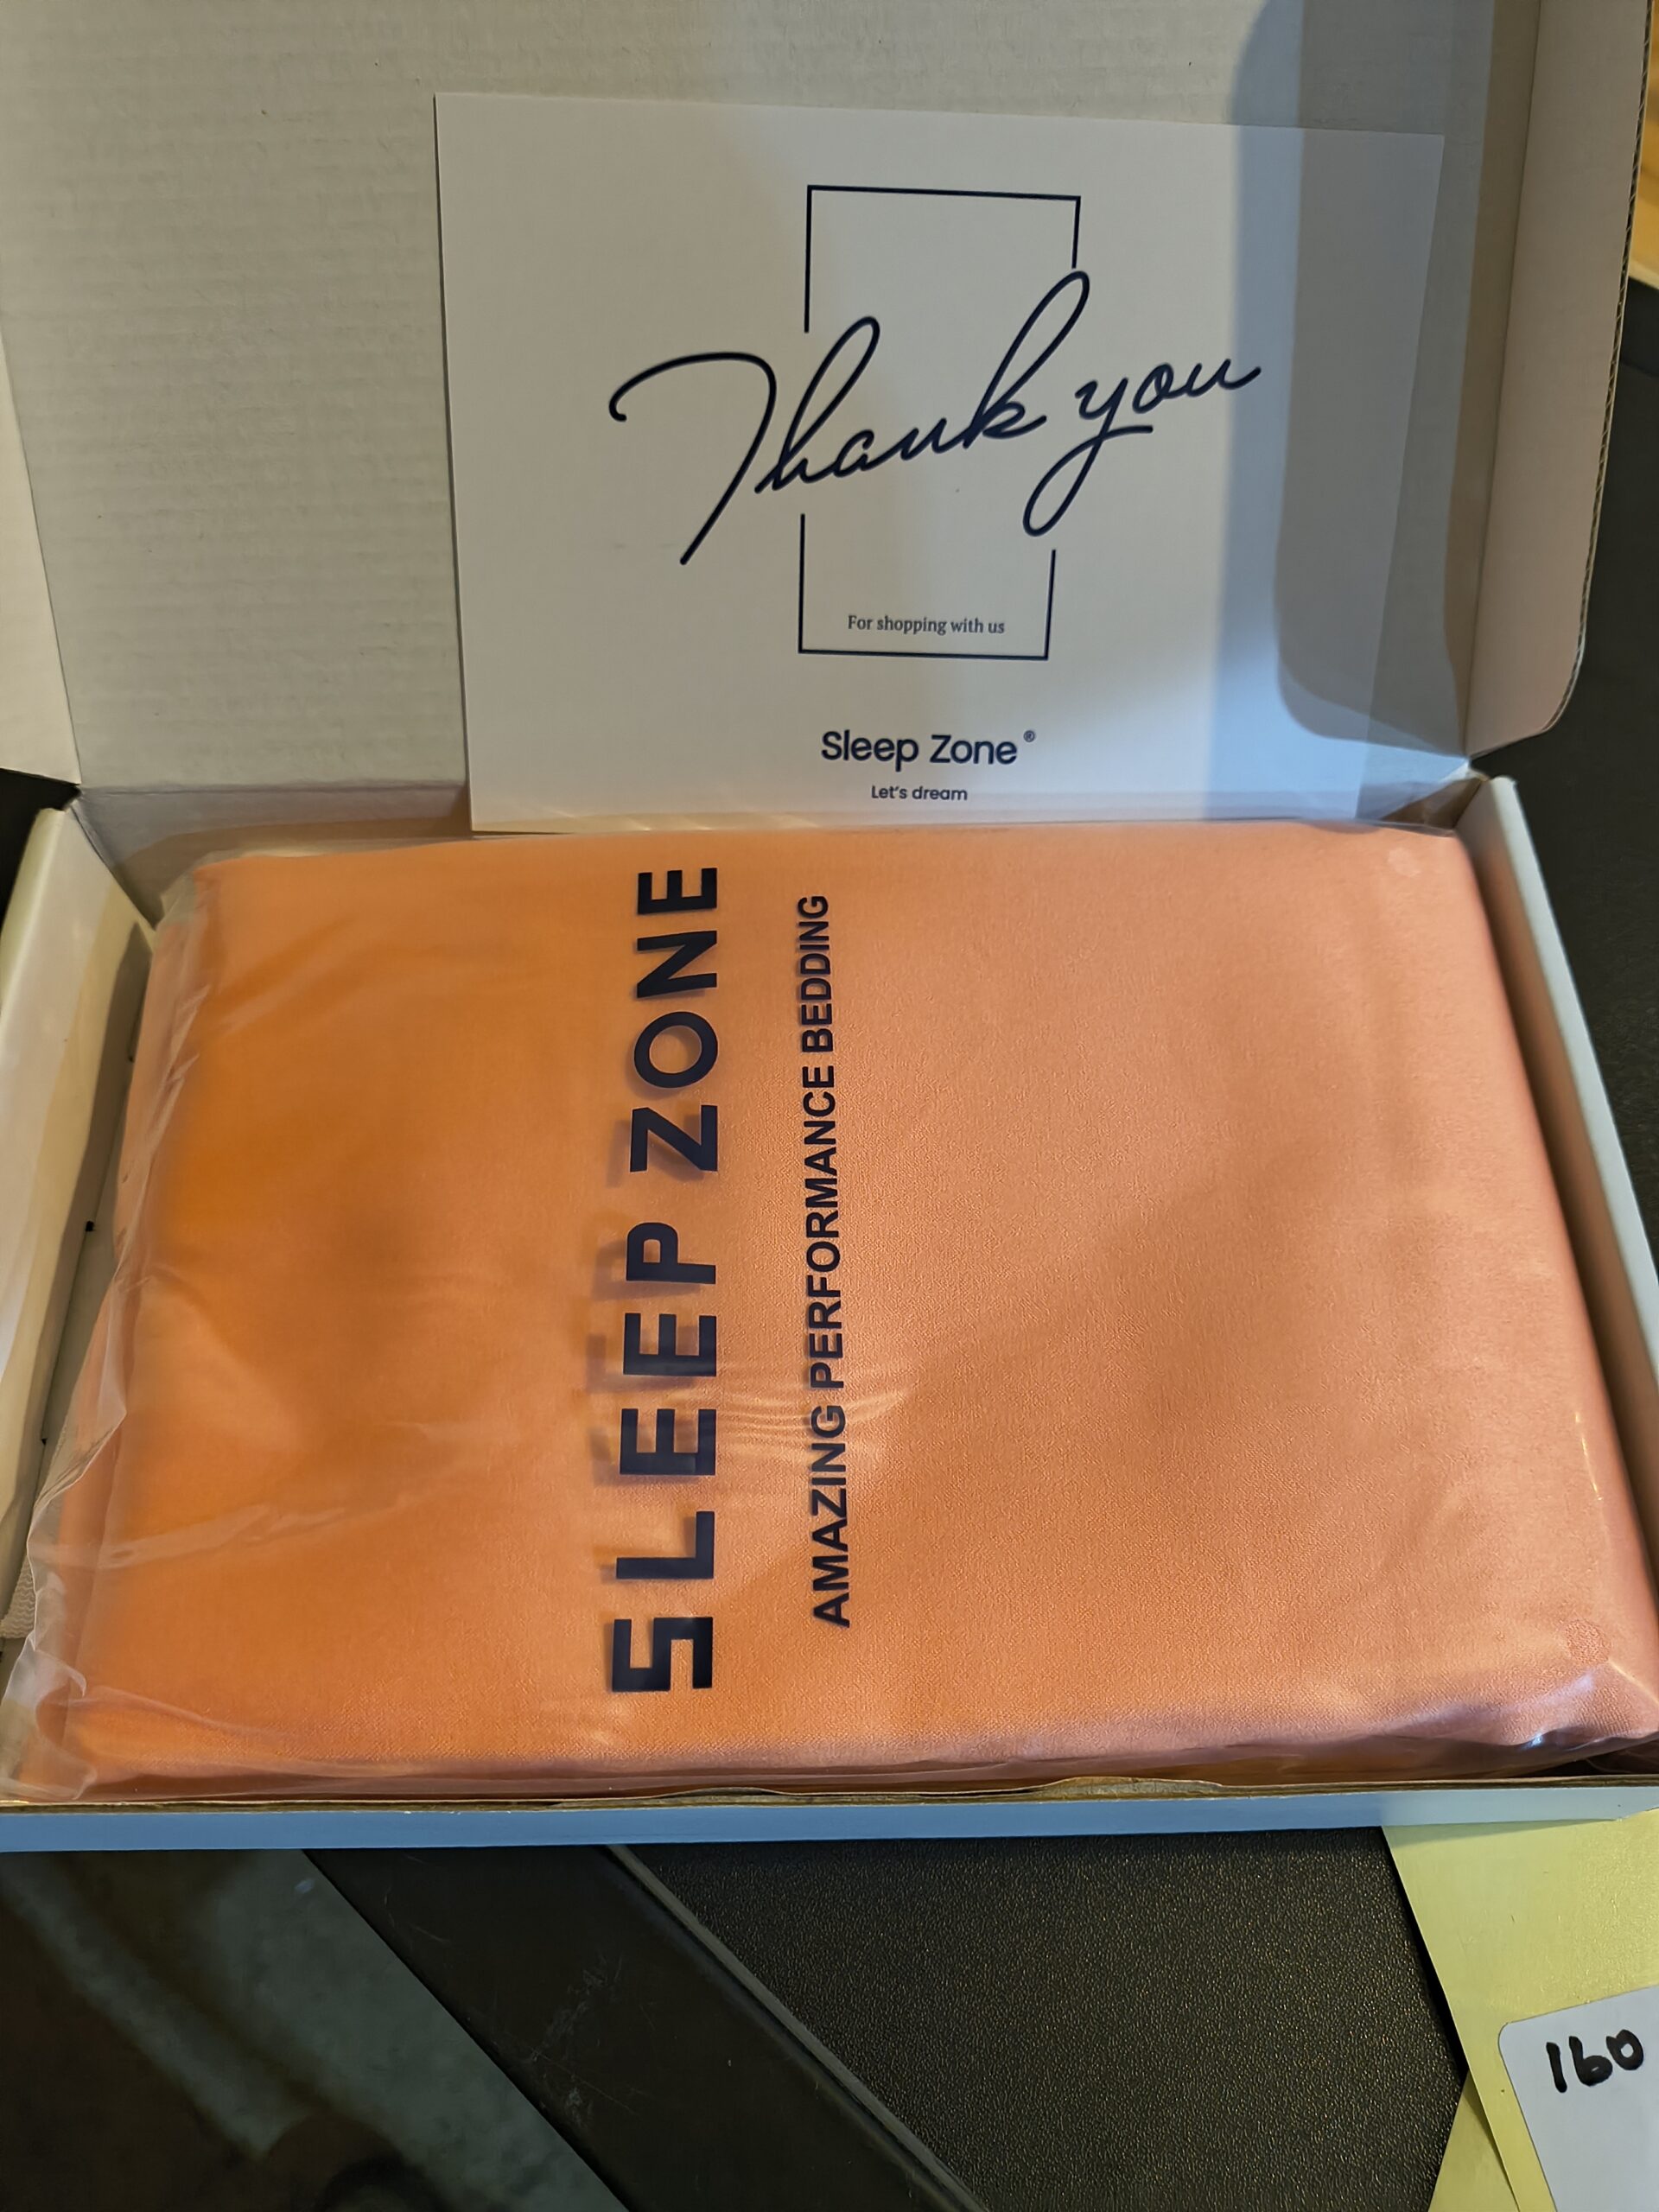 Thank you
For shopping with us
Sleep Zone®
Let's dream
SLEEP ZONE
AMAZING PERFORMANCE BEDDING
160